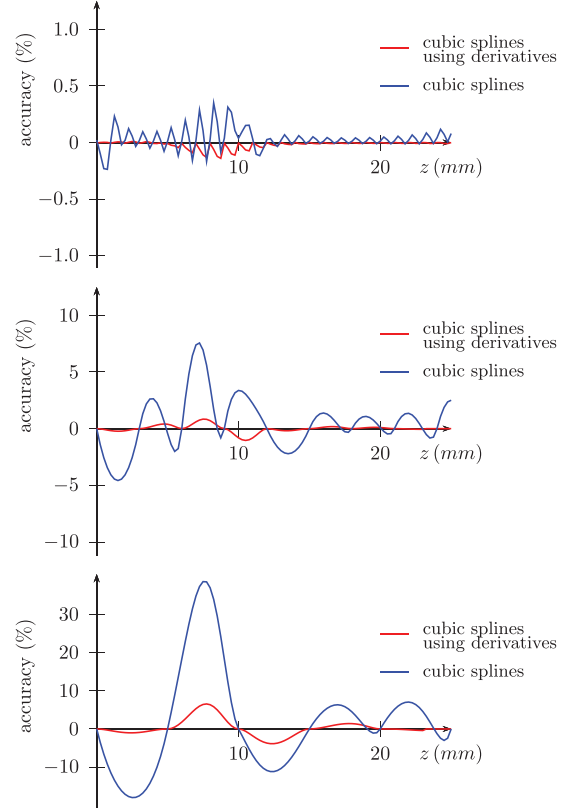 1.0
cubic splines
using derivatives
0.5
cubic splines
accuracy (%)
0
10
20
z (mm)
−0.5
−1.0
10
cubic splines
using derivatives
5
cubic splines
accuracy (%)
0
10
20
z (mm)
−5
−10
30
cubic splines
using derivatives
20
cubic splines
accuracy (%)
10
0
10
20
z (mm)
−10